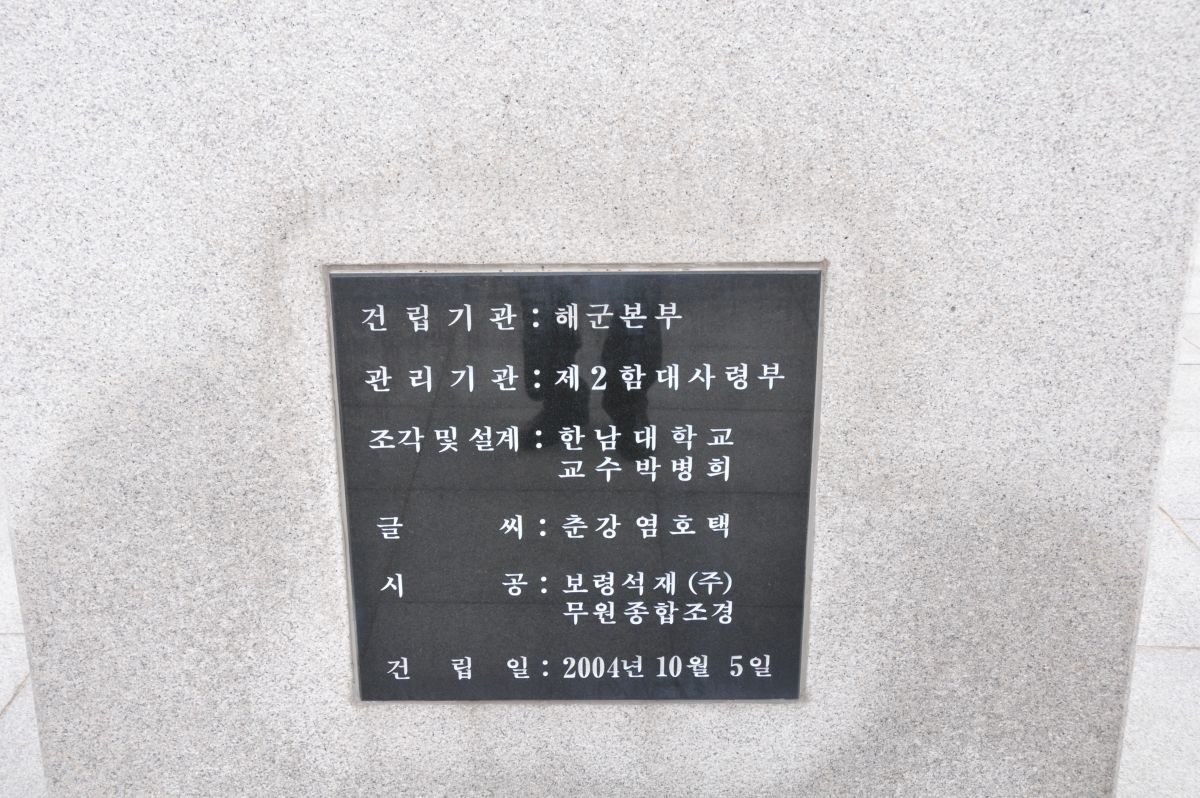 건립기관 : 해군본부
관리기관 : 제2함대사령부
조각 및 설계 : 한남대학교
교수 박병희
글씨 : 춘강 염호택
시공 : 보령석재(주)
무원종합조경
건립일 : 2004년 10월 5일